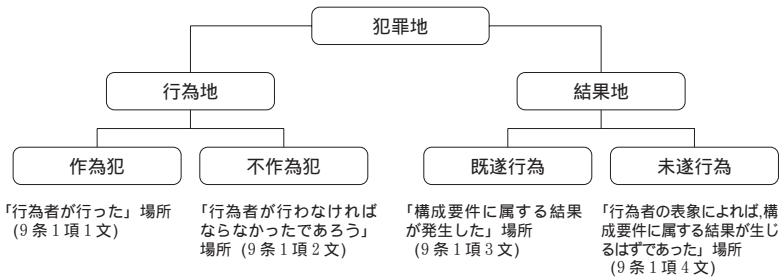 犯罪地
行為地
結果地
作為犯
不作為犯
既遂行為
未遂行為
「行為者が行った」場所
(9条1項1文)
「行為者が行わなければ
ならなかったであろう」
場所 (9条1項2文)
「構成要件に属する結果
が発生した」場所
(9条1項3文)
「行為者の表象によれば,構
成要件に属する結果が生じ
るはずであった」場所
(9条1項4文)